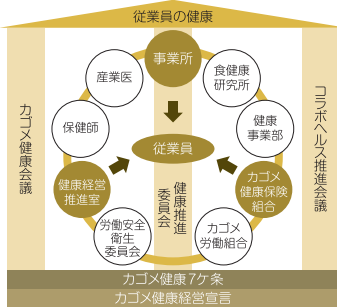 従業員の健康
事業所
産業医
食健康
研究所
保健師
健康
事業部
従業員
健康経営
推進室
カゴメ
健康保険
組合
労働安全
衛生
委員会
カゴメ
労働組合
健康推進
委員会
カゴメ健康会議
コラボヘルス推進会議
カゴメ健康7ケ条
カゴメ健康経営宣言